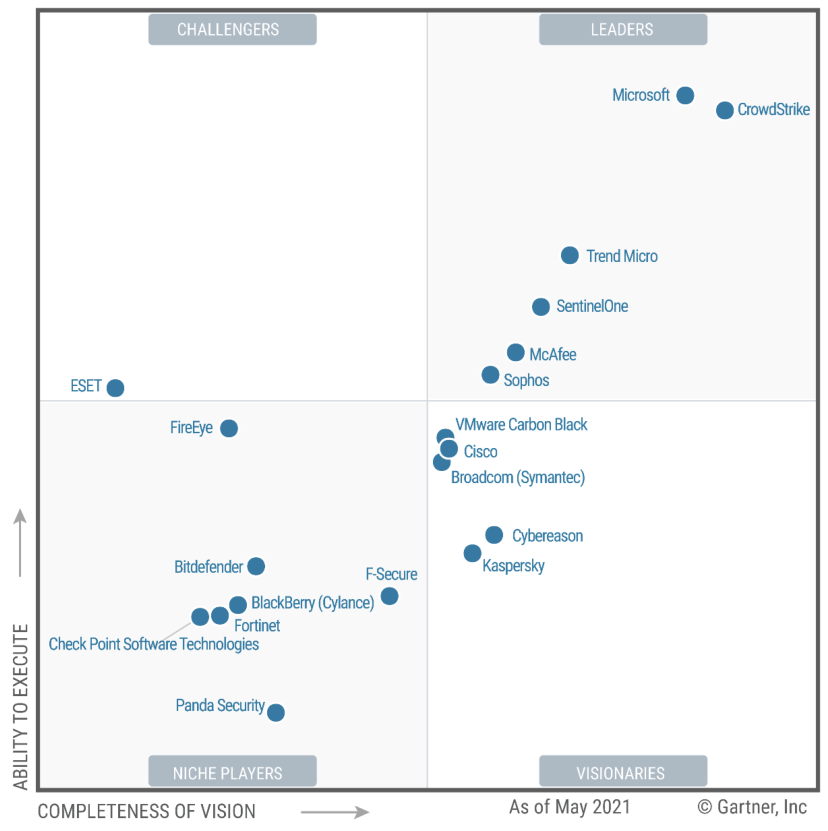 CHALLENGERS
LEADERS
Microsoft
CrowdStrike
Trend Micro
SentinelOne
McAfee
Sophos
ESET
FireEye
VMware Carbon Black
Cisco
Broadcom (Symantec)
Cybereason
Kaspersky
Bitdefender
F-Secure
BlackBerry (Cylance)
Fortinet
Check Point Software Technologies
Panda Security
NICHE PLAYERS
VISIONARIES
ABILITY TO EXECUTE
COMPLETENESS OF VISION
As of May 2021
© Gartner, Inc